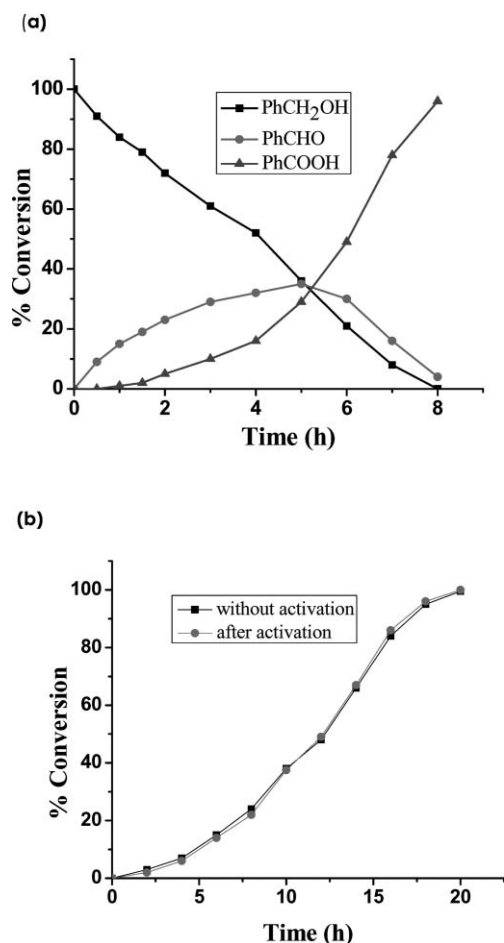 (a)
100
80
60
40
20
0
% Conversion
PhCH2OH
PhCHO
PhCOOH
0 2 4 6 8
Time (h)
(b)
100
80
60
40
20
0
% Conversion
without activation
after activation
0 5 10 15 20
Time (h)